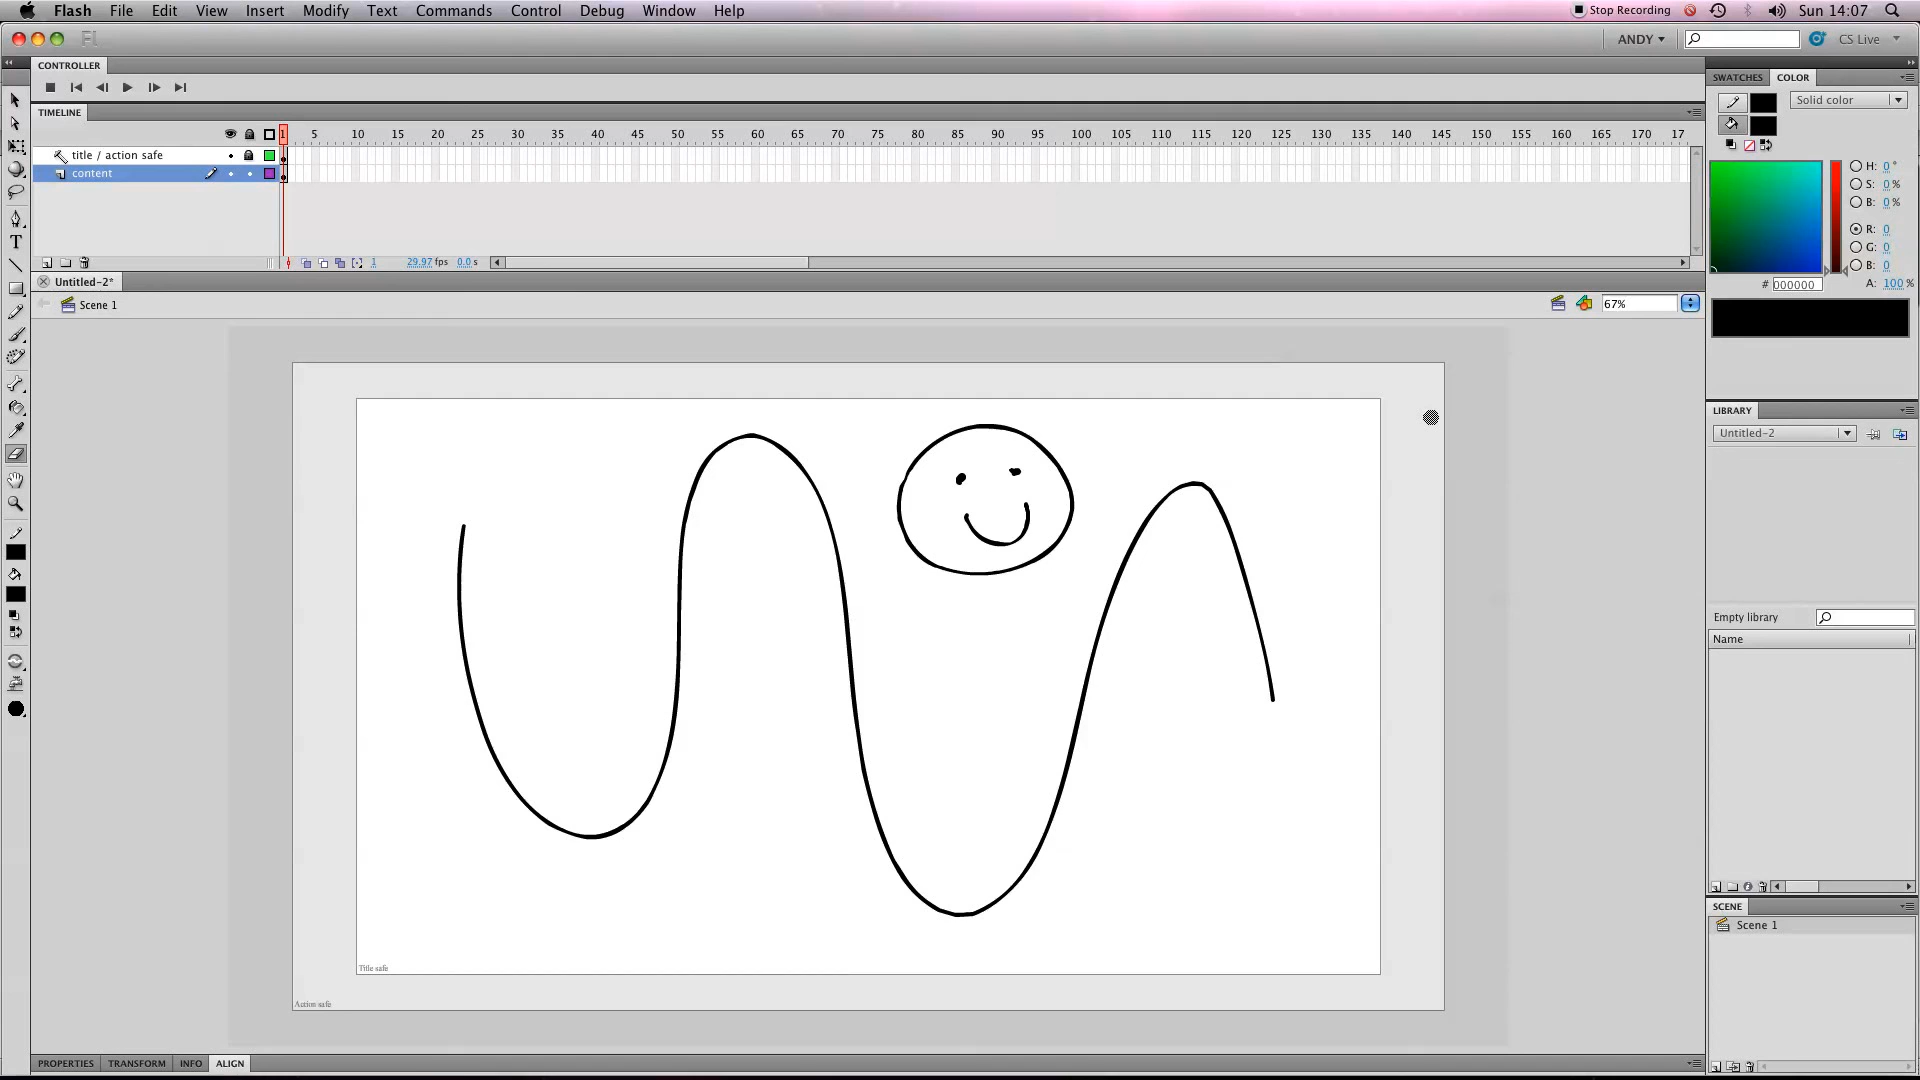 Flash File Edit View Insert Modify Text Commands Control Debug Window Help Stop Recording Sun 14:07
Fl ANDY CS Live
CONTROLLER
SWATCHES COLOR
Solid color
TIMELINE
1 5 10 15 20 25 30 35 40 45 50 55 60 65 70 75 80 85 90 95 100 105 110 115 120 125 130 135 140 145 150 155 160 165 170 17
title / action safe
content
H: 0 °
S: 0 %
B: 0 %
R: 0
G: 0
B: 0
# 000000 A: 100 %
1 29.97 fps 0.0 s
Untitled-2*
Scene 1 67%
LIBRARY
Untitled-2
Empty library
Name
SCENE
Scene 1
Title safe
Action safe
PROPERTIES TRANSFORM INFO ALIGN